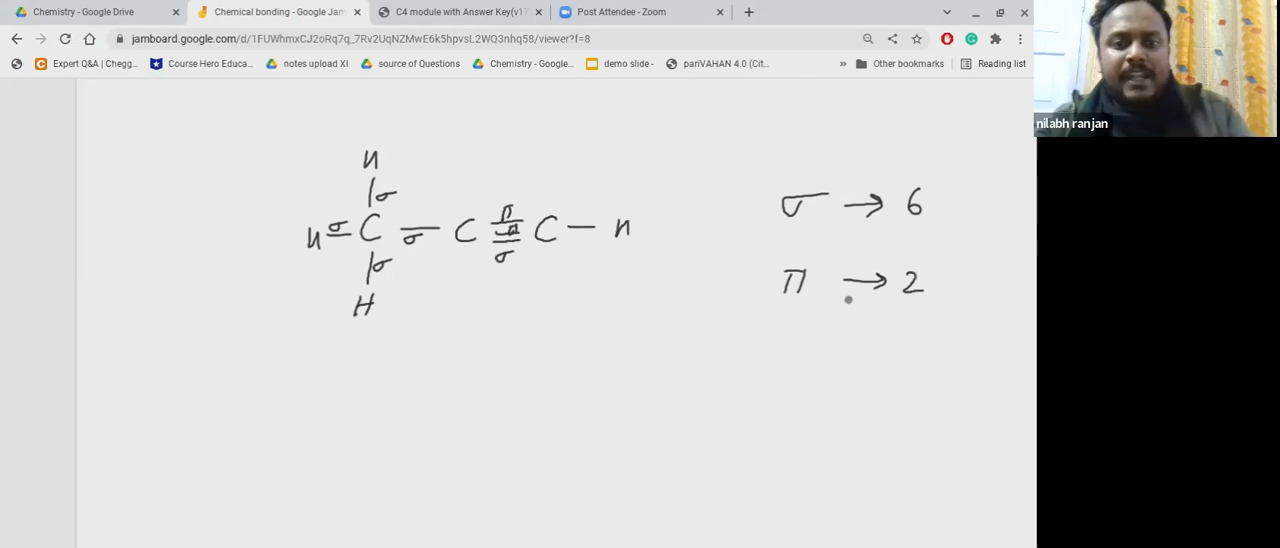 Chemistry - Google Drive
Chemical bonding - Google Jam
C4 module with Answer Key(v17
Post Attendee - Zoom
jamboard.google.com/d/1FUWhmxCJ2oRq7q_7Rv2UqNZMwE6k5hpvsL2WQ3nhq58/viewer?f=8
Expert Q&A | Chegg...
Course Hero Educa...
notes upload XI
source of Questions
Chemistry - Google...
demo slide -
pariVAHAN 4.0 (Cit...
»
Other bookmarks
Reading list
nilabh ranjan
H
σ
H σ C σ C π π σ C — H
σ
H
σ → 6
π → 2